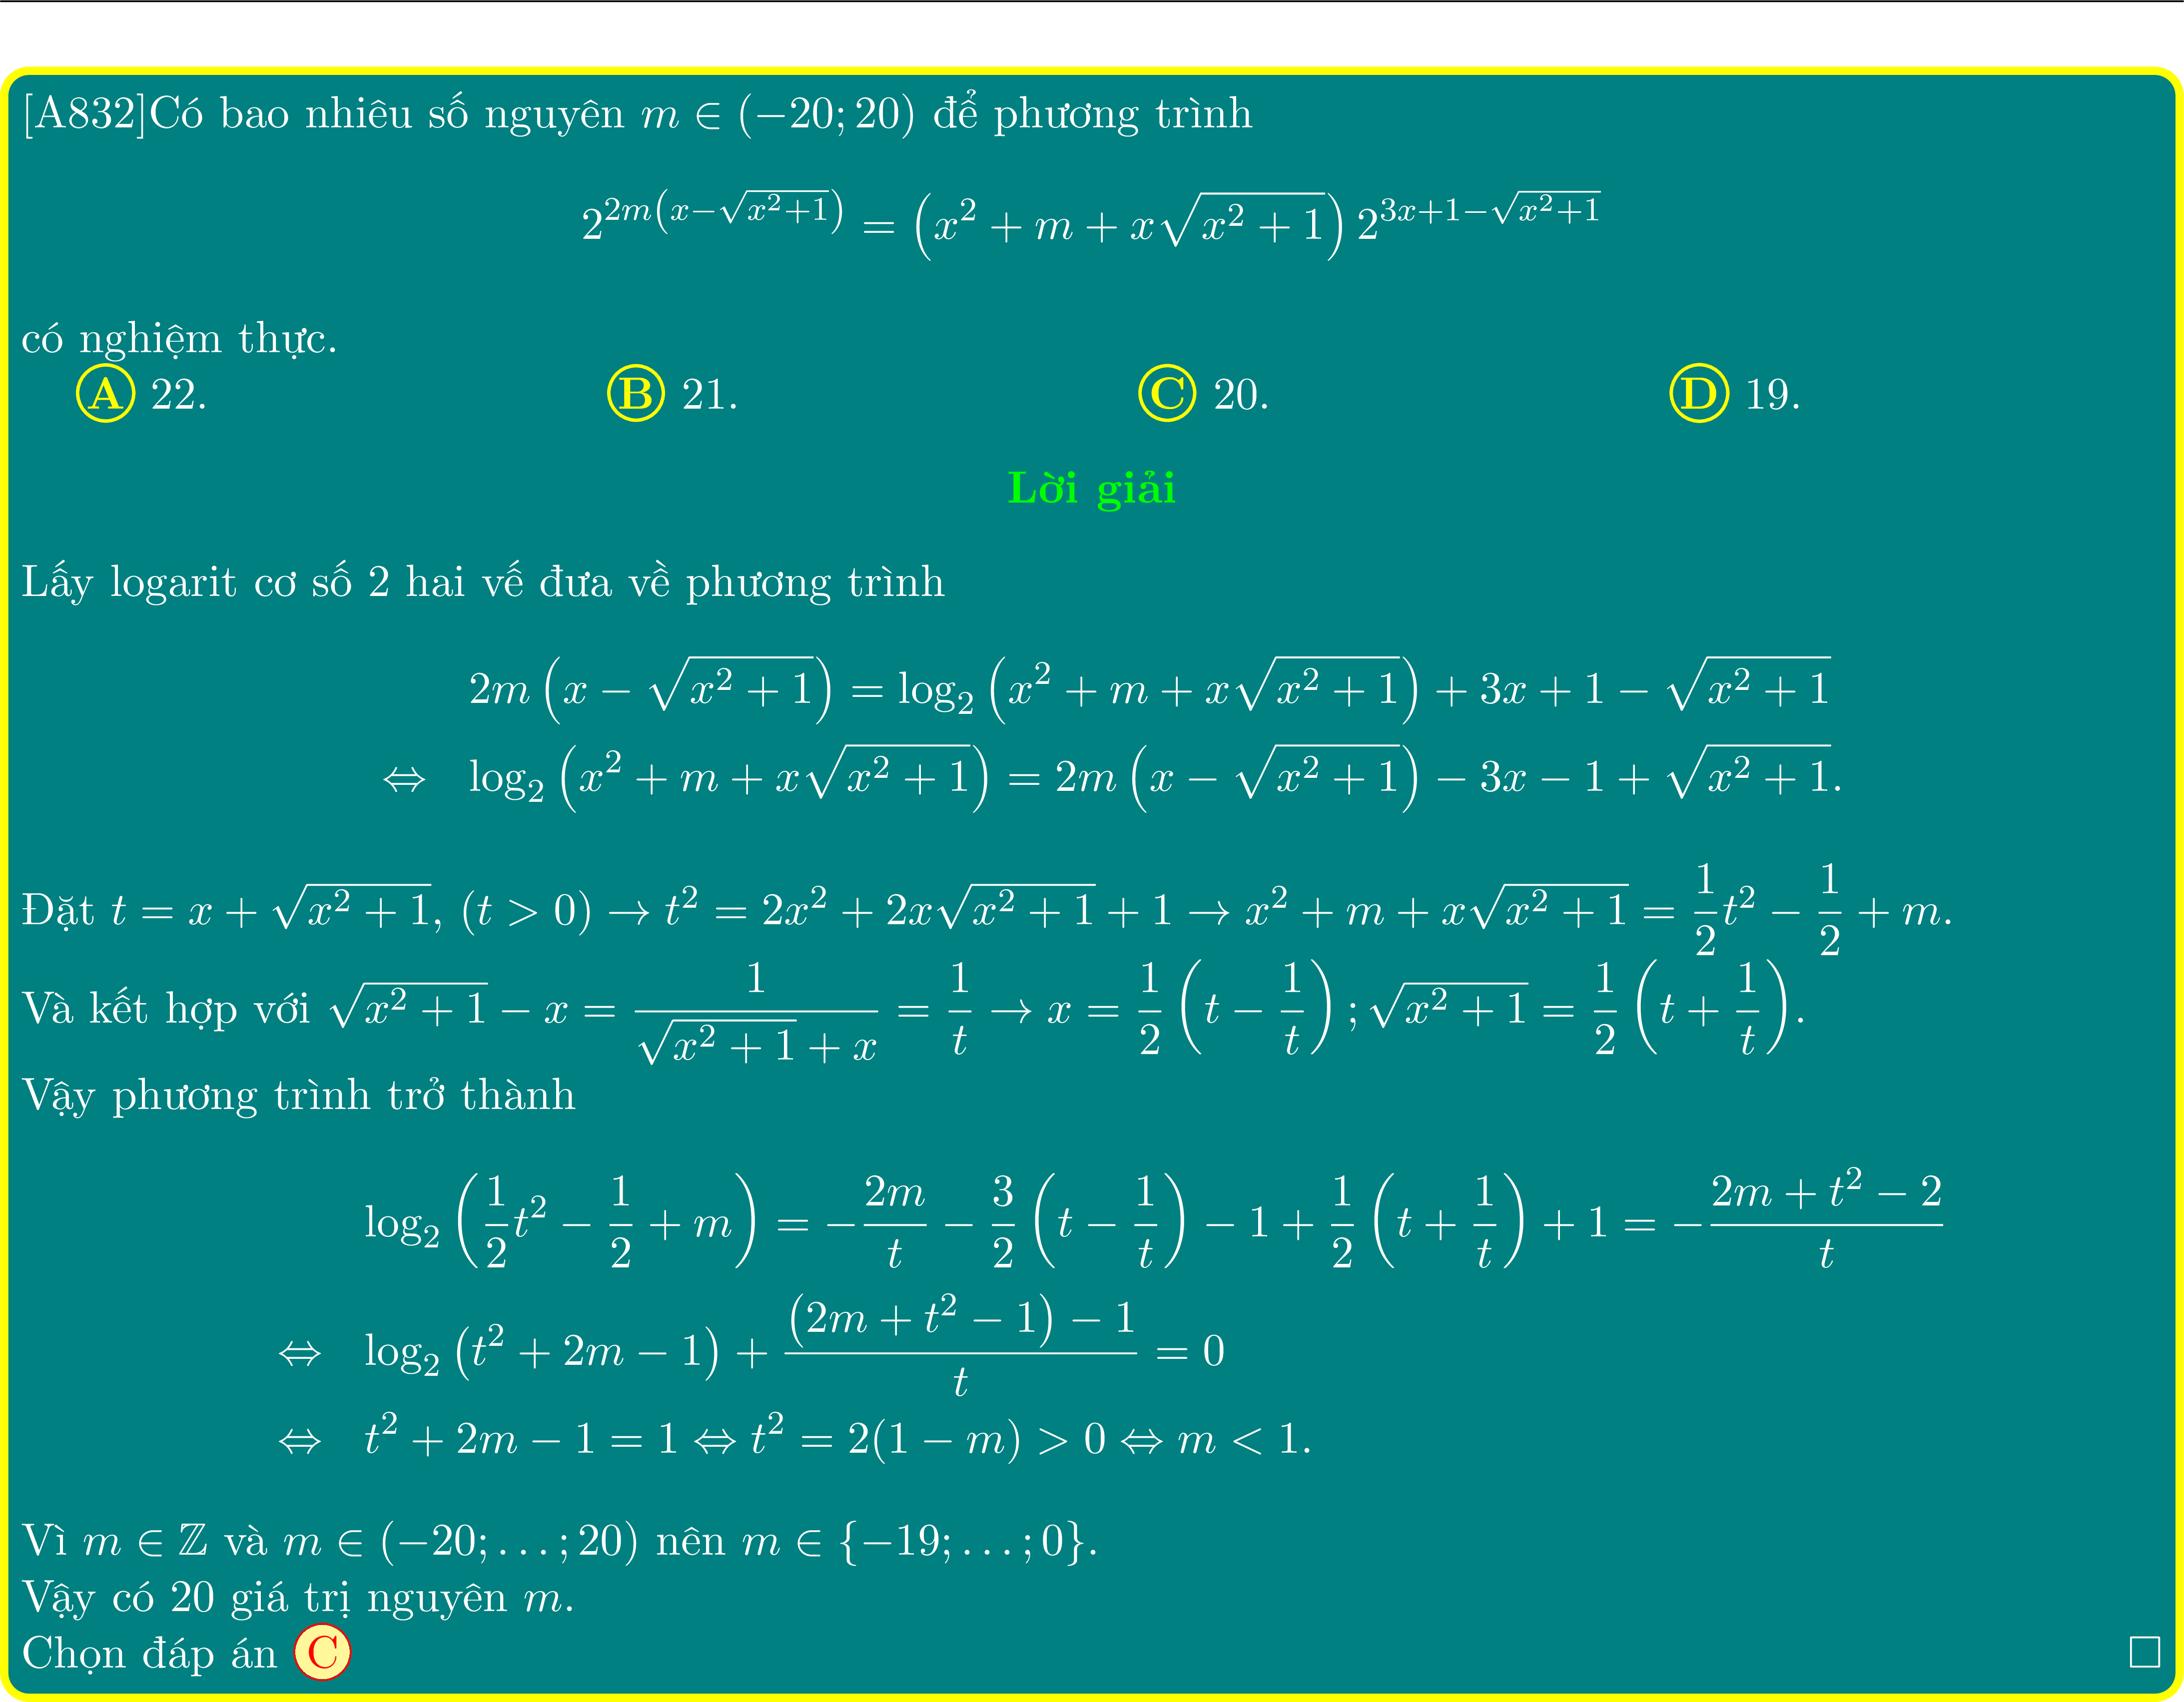 [A832]Có bao nhiêu số nguyên $m \in (-20; 20)$ để phương trình
$2^{2m\left(x-\sqrt{x^2+1}\right)} = \left(x^2 + m + x\sqrt{x^2+1}\right) 2^{3x+1-\sqrt{x^2+1}}$
có nghiệm thực.
Ⓐ 22. Ⓑ 21. Ⓒ 20. Ⓓ 19.
Lời giải
Lấy logarit cơ số 2 hai vế đưa về phương trình
$2m\left(x - \sqrt{x^2+1}\right) = \log_2\left(x^2 + m + x\sqrt{x^2+1}\right) + 3x + 1 - \sqrt{x^2+1}$
$\Leftrightarrow \log_2\left(x^2 + m + x\sqrt{x^2+1}\right) = 2m\left(x - \sqrt{x^2+1}\right) - 3x - 1 + \sqrt{x^2+1}.$
Đặt $t = x + \sqrt{x^2+1}, (t > 0) \to t^2 = 2x^2 + 2x\sqrt{x^2+1} + 1 \to x^2 + m + x\sqrt{x^2+1} = \frac{1}{2}t^2 - \frac{1}{2} + m.$
Và kết hợp với $\sqrt{x^2+1} - x = \frac{1}{\sqrt{x^2+1}+x} = \frac{1}{t} \to x = \frac{1}{2}\left(t - \frac{1}{t}\right); \sqrt{x^2+1} = \frac{1}{2}\left(t + \frac{1}{t}\right).$
Vậy phương trình trở thành
$\log_2\left(\frac{1}{2}t^2 - \frac{1}{2} + m\right) = -\frac{2m}{t} - \frac{3}{2}\left(t - \frac{1}{t}\right) - 1 + \frac{1}{2}\left(t + \frac{1}{t}\right) + 1 = -\frac{2m+t^2-2}{t}$
$\Leftrightarrow \log_2\left(t^2 + 2m - 1\right) + \frac{\left(2m+t^2-1\right)-1}{t} = 0$
$\Leftrightarrow t^2 + 2m - 1 = 1 \Leftrightarrow t^2 = 2(1 - m) > 0 \Leftrightarrow m < 1.$
Vì $m \in \mathbb{Z}$ và $m \in (-20; \ldots; 20)$ nên $m \in \{-19; \ldots; 0\}.$
Vậy có 20 giá trị nguyên $m$.
Chọn đáp án Ⓒ □